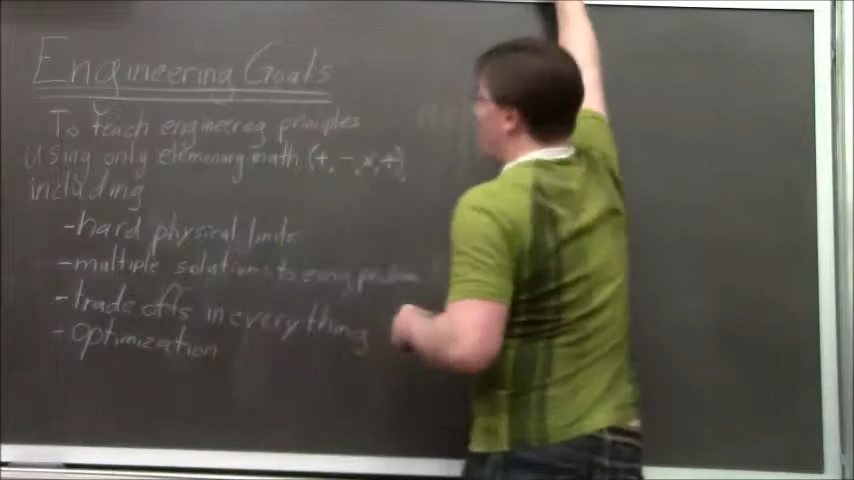 Engineering Goals
To teach engineering principles
using only elemenary math (+,-,x,÷)
including
-hard physical limits
-multiple solutions to every problem
-trade offs in everything
-optimization